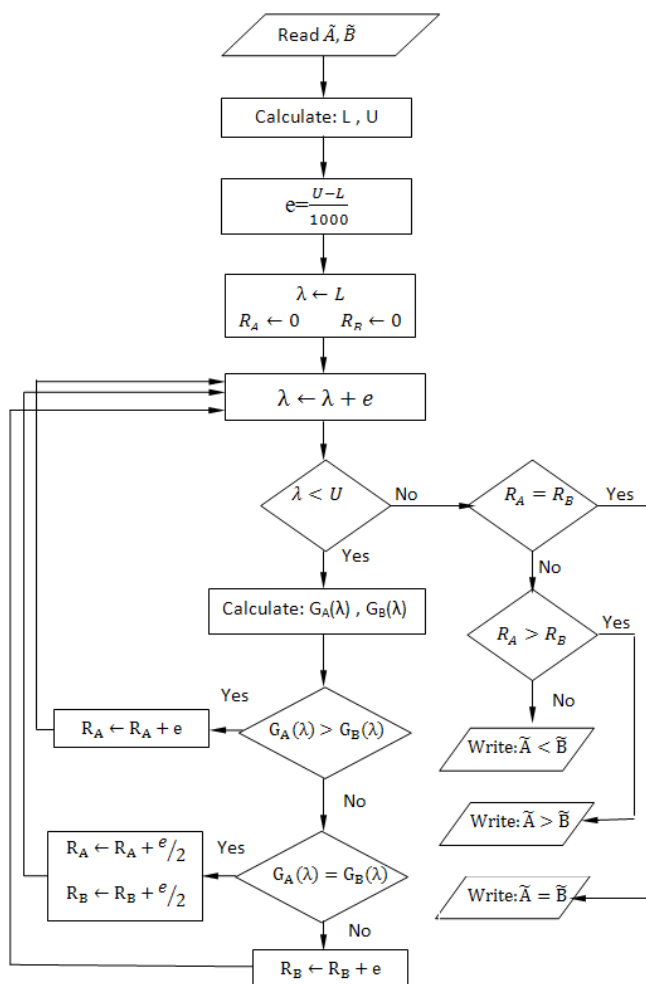 Read Ã, B̃
Calculate: L , U
e=U−L/1000
λ ← L
R_A ← 0 R_B ← 0
λ ← λ + e
λ < U
No
R_A = R_B
Yes
Yes
No
Calculate: G_A(λ) , G_B(λ)
R_A > R_B
Yes
No
Yes
R_A ← R_A + e
G_A(λ) > G_B(λ)
Write: Ã < B̃
No
Write: Ã > B̃
R_A ← R_A + e/2
R_B ← R_B + e/2
Yes
G_A(λ) = G_B(λ)
Write: Ã = B̃
No
R_B ← R_B + e